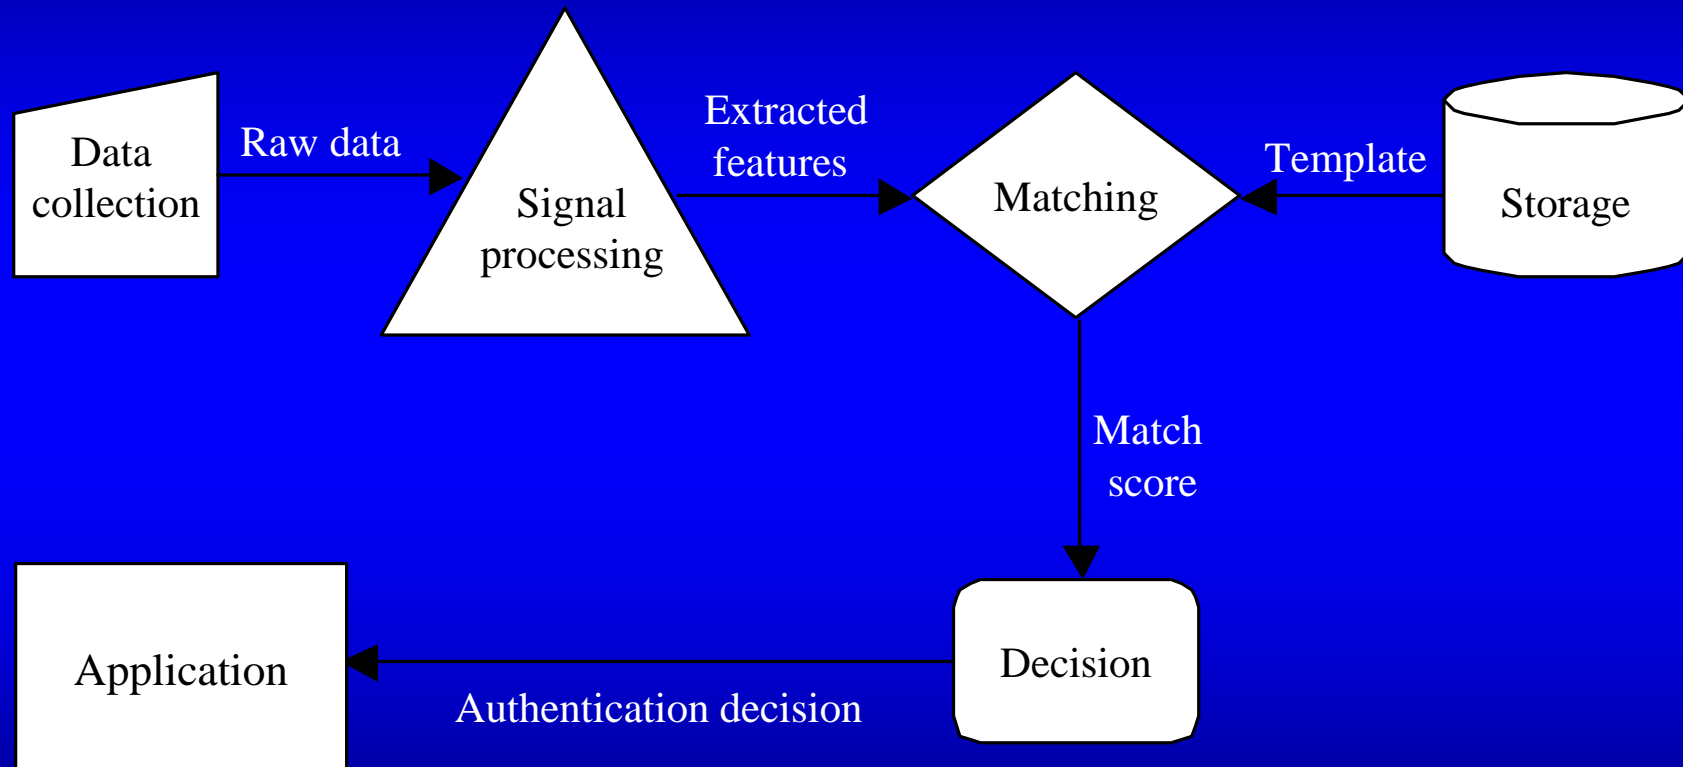 Data
collection
Raw data
Signal
processing
Extracted
features
Matching
Template
Storage
Match
score
Decision
Authentication decision
Application